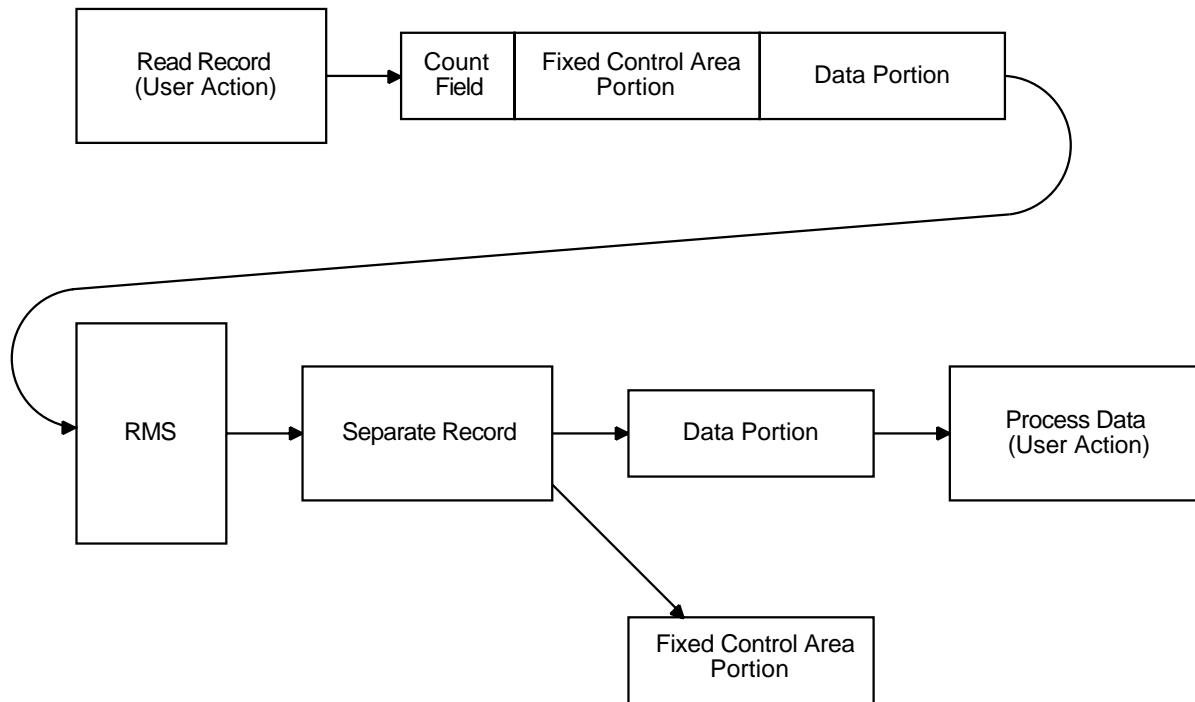 Read Record
(User Action)
Count
Field
Fixed Control Area
Portion
Data Portion
RMS
Separate Record
Data Portion
Process Data
(User Action)
Fixed Control Area
Portion